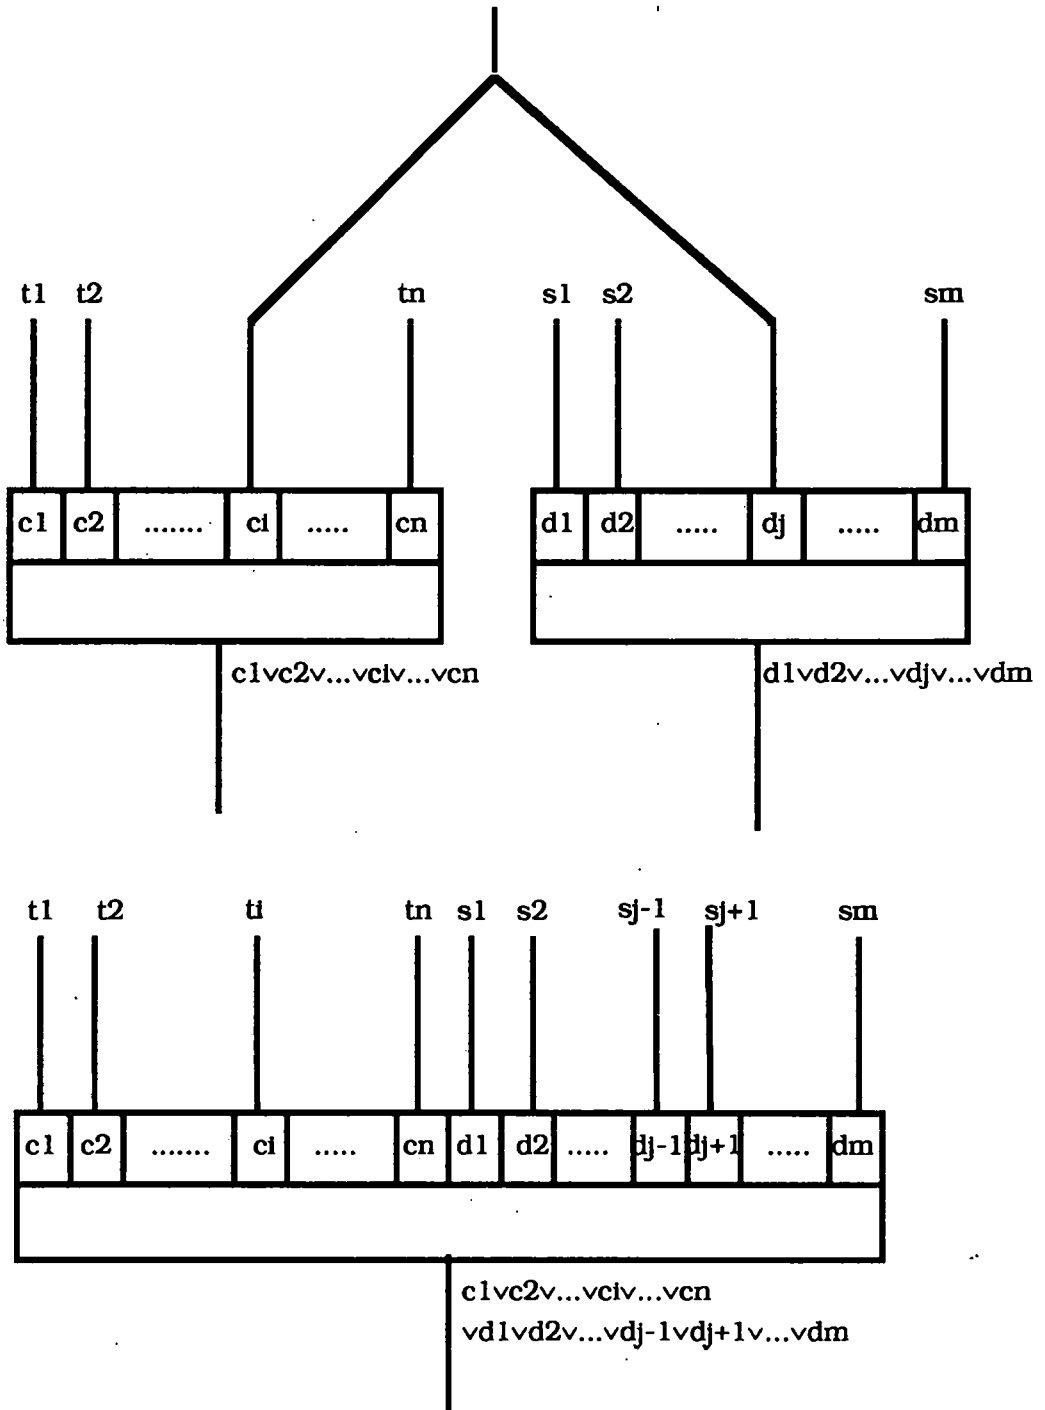 t1 t2 tn s1 s2 sm
c1 c2 ....... ci ..... cn d1 d2 ..... dj ..... dm
c1vc2v...vciv...vcn d1vd2v...vdjv...vdm
t1 t2 ti tn s1 s2 sj-1 sj+1 sm
c1 c2 ....... ci ..... cn d1 d2 ..... dj-1 dj+1 ..... dm
c1vc2v...vciv...vcn
vd1vd2v...vdj-1vdj+1v...vdm